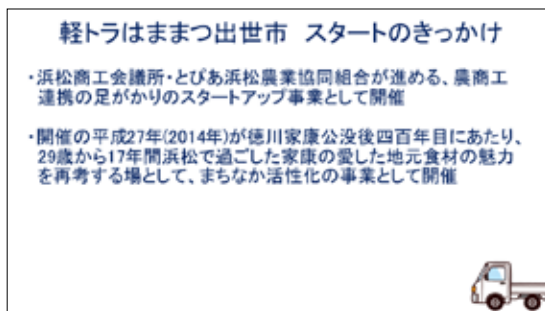 軽トラはままつ出世市 スタートのきっかけ
・浜松商工会議所・とぴあ浜松農業協同組合が進める、農商工
連携の足がかりのスタートアップ事業として開催
・開催の平成27年(2014年)が徳川家康公没後四百年目にあたり、
29歳から17年間浜松で過ごした家康の愛した地元食材の魅力
を再考する場として、まちなか活性化の事業として開催